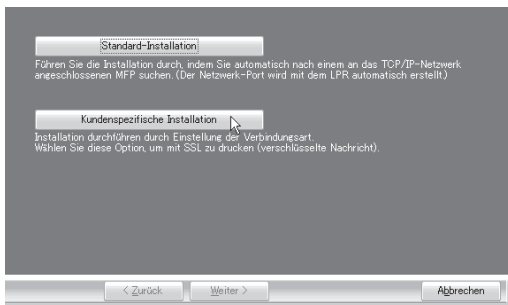 Standard-Installation
Führen Sie die Installation durch, indem Sie automatisch nach einem an das TCP/IP-Netzwerk
angeschlossenen MFP suchen. (Der Netzwerk-Port wird mit dem LPR automatisch erstellt.)
Kundenspezifische Installation
Installation durchführen durch Einstellung der Verbindungsart.
Wählen Sie diese Option, um mit SSL zu drucken (verschlüsselte Nachricht).
< Zurück
Weiter >
Abbrechen